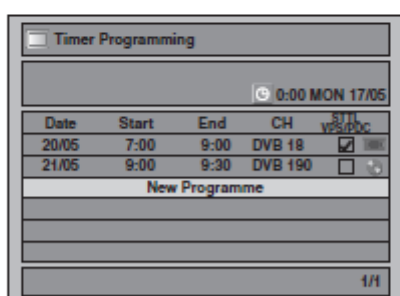 Timer Programming
0:00 MON 17/05
Date Start End CH STTL VPS/PDC
20/05 7:00 9:00 DVB 18
21/05 9:00 9:30 DVB 190
New Programme
1/1